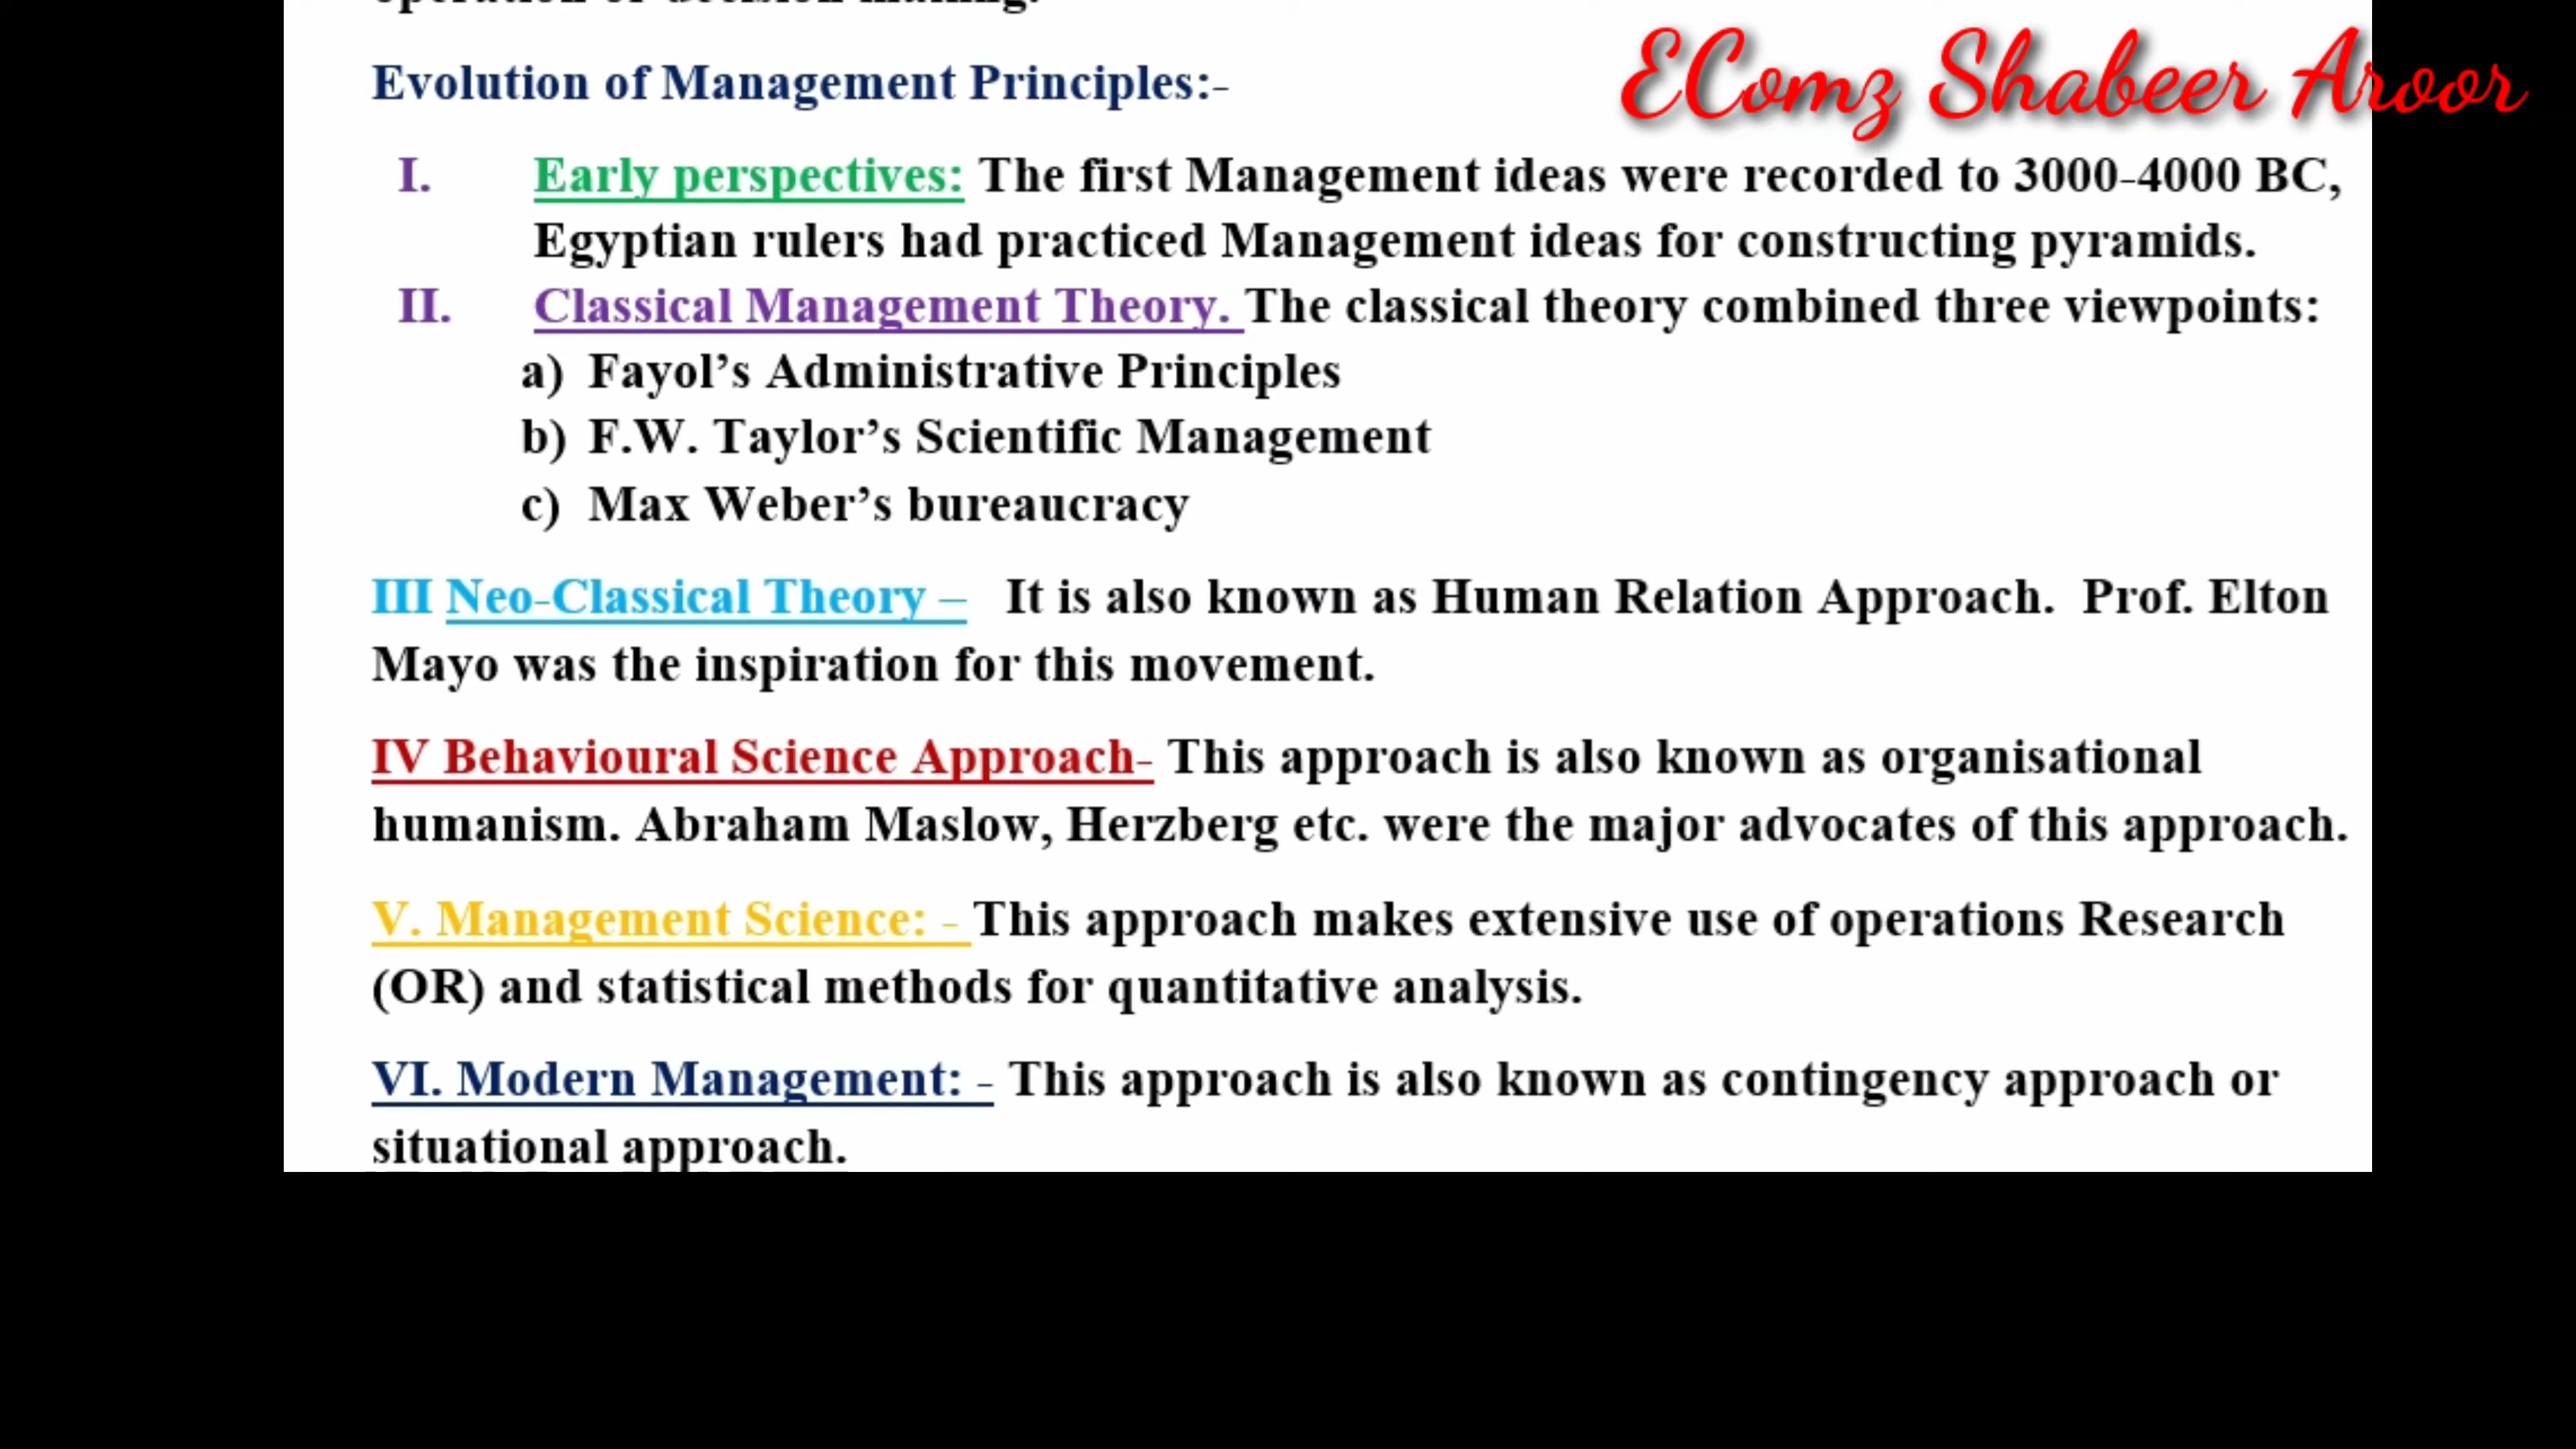 operation or decision making.
Evolution of Management Principles:-
EComz Shabeer Aroor
I. Early perspectives: The first Management ideas were recorded to 3000-4000 BC,
Egyptian rulers had practiced Management ideas for constructing pyramids.
II. Classical Management Theory. The classical theory combined three viewpoints:
a) Fayol’s Administrative Principles
b) F.W. Taylor’s Scientific Management
c) Max Weber’s bureaucracy
III Neo-Classical Theory – It is also known as Human Relation Approach. Prof. Elton
Mayo was the inspiration for this movement.
IV Behavioural Science Approach- This approach is also known as organisational
humanism. Abraham Maslow, Herzberg etc. were the major advocates of this approach.
V. Management Science: - This approach makes extensive use of operations Research
(OR) and statistical methods for quantitative analysis.
VI. Modern Management: - This approach is also known as contingency approach or
situational approach.